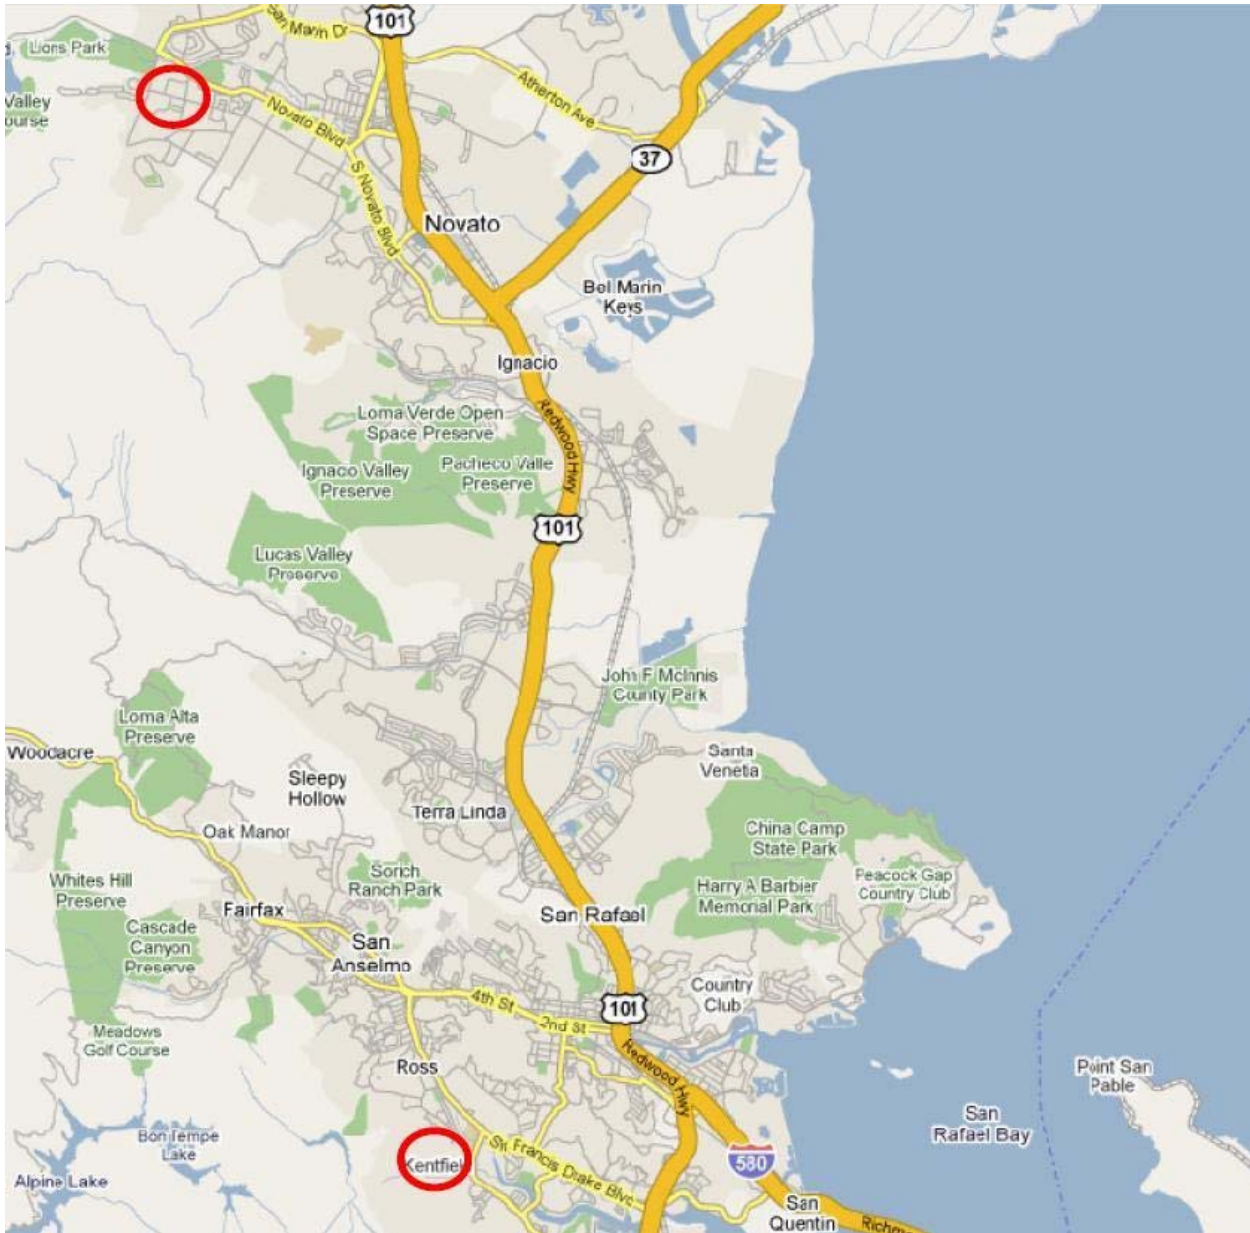 101
San Marin Dr
Lions Park
Atherton Ave
Valley
ourse
Novato Blvd
37
S Novato Blvd
Novato
Bel Marin
Keys
Ignacio
Redwood Hwy
Loma Verde Open
Space Preserve
Ignaco Valley
Preserve
Pacheco Valle
Preserve
101
Lucas Valley
Preserve
John F McInnis
County Park
Loma Alta
Preserve
Woodacre
Santa
Venetia
Sleepy
Hollow
Terra Linda
Oak Manor
China Camp
State Park
Sorich
Ranch Park
Whites Hill
Preserve
Harry A Barbier
Memorial Park
Peacock Gap
Country Club
Fairfax
San Rafael
Cascade
Canyon
Preserve
San
Anselmo
Country
Club
4th St
101
2nd St
Meadows
Golf Course
Redwood Hwy
Ross
Point San
Pable
San
Rafael Bay
Bon Tempe
Lake
Kentfiel
Sir Francis Drake Blvd
580
Alpine Lake
San
Quentin
Richm